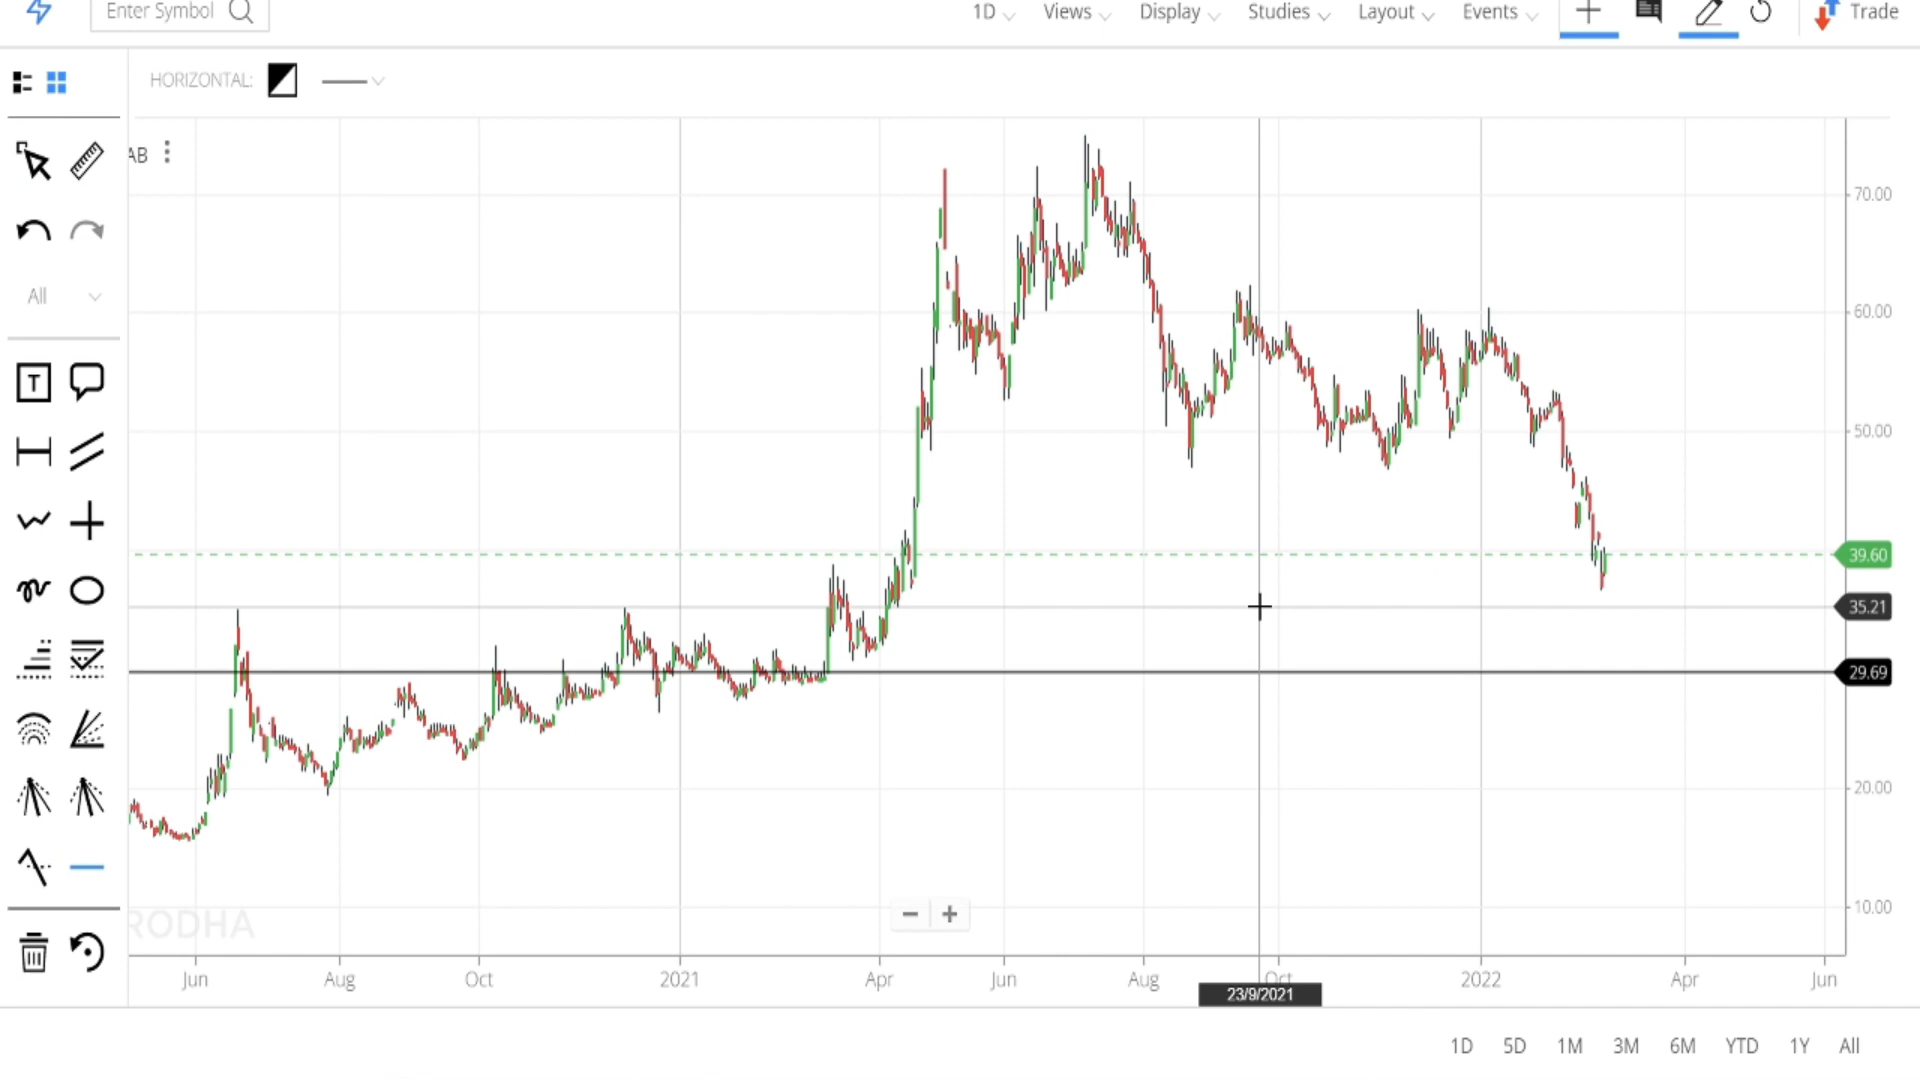 Enter Symbol 1D Views Display Studies Layout Events Trade
HORIZONTAL:
AB
70.00
60.00
50.00
39.60
35.21
29.69
20.00
10.00
All
T
RODHA
Jun Aug Oct 2021 Apr Jun Aug Oct 2022 Apr Jun
23/9/2021
1D 5D 1M 3M 6M YTD 1Y All